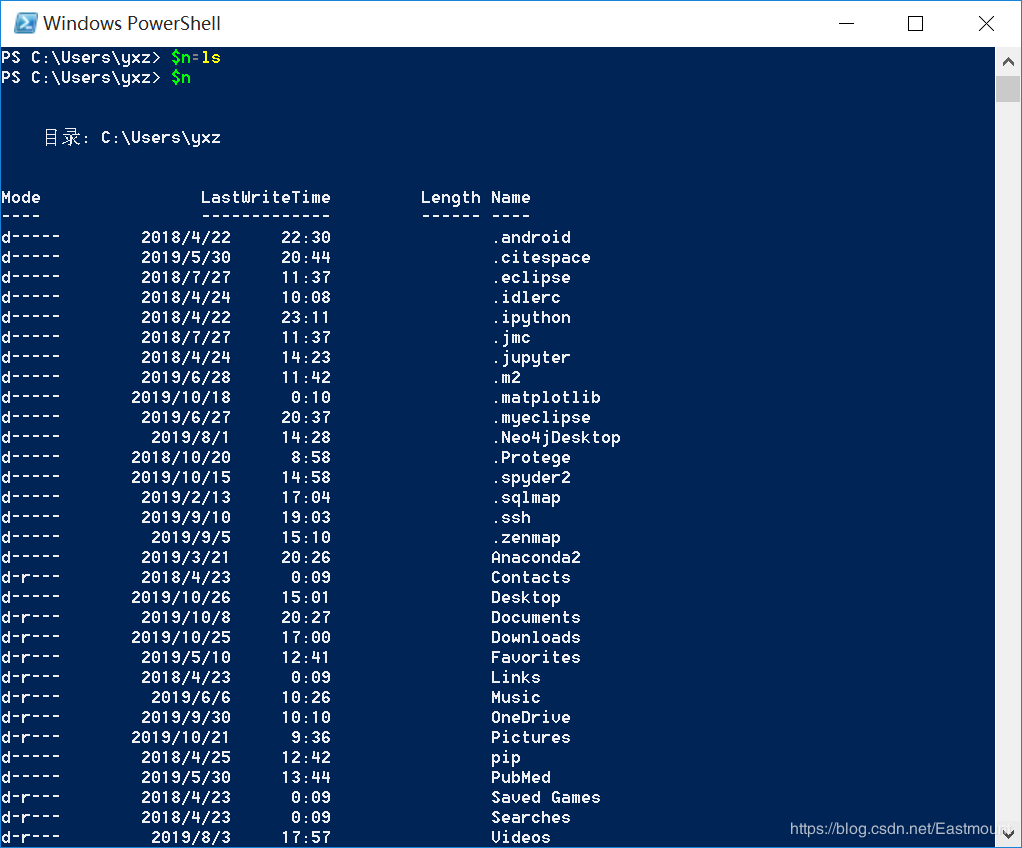 Windows PowerShell
PS C:\Users\yxz> $n=ls
PS C:\Users\yxz> $n
目录: C:\Users\yxz
Mode LastWriteTime Length Name
---- ------------- ------ ----
d----- 2018/4/22 22:30 .android
d----- 2019/5/30 20:44 .citespace
d----- 2018/7/27 11:37 .eclipse
d----- 2018/4/24 10:08 .idlerc
d----- 2018/4/22 23:11 .ipython
d----- 2018/7/27 11:37 .jmc
d----- 2018/4/24 14:23 .jupyter
d----- 2019/6/28 11:42 .m2
d----- 2019/10/18 0:10 .matplotlib
d----- 2019/6/27 20:37 .myeclipse
d----- 2019/8/1 14:28 .Neo4jDesktop
d----- 2018/10/20 8:58 .Protege
d----- 2019/10/15 14:58 .spyder2
d----- 2019/2/13 17:04 .sqlmap
d----- 2019/9/10 19:03 .ssh
d----- 2019/9/5 15:10 .zenmap
d----- 2019/3/21 20:26 Anaconda2
d-r--- 2018/4/23 0:09 Contacts
d----- 2019/10/26 15:01 Desktop
d-r--- 2019/10/8 20:27 Documents
d-r--- 2019/10/25 17:00 Downloads
d-r--- 2019/5/10 12:41 Favorites
d-r--- 2018/4/23 0:09 Links
d-r--- 2019/6/6 10:26 Music
d-r--- 2019/9/30 10:10 OneDrive
d-r--- 2019/10/21 9:36 Pictures
d----- 2018/4/25 12:42 pip
d----- 2019/5/30 13:44 PubMed
d-r--- 2018/4/23 0:09 Saved Games
d-r--- 2018/4/23 0:09 Searches
d-r--- 2019/8/3 17:57 Videos
https://blog.csdn.net/Eastmount